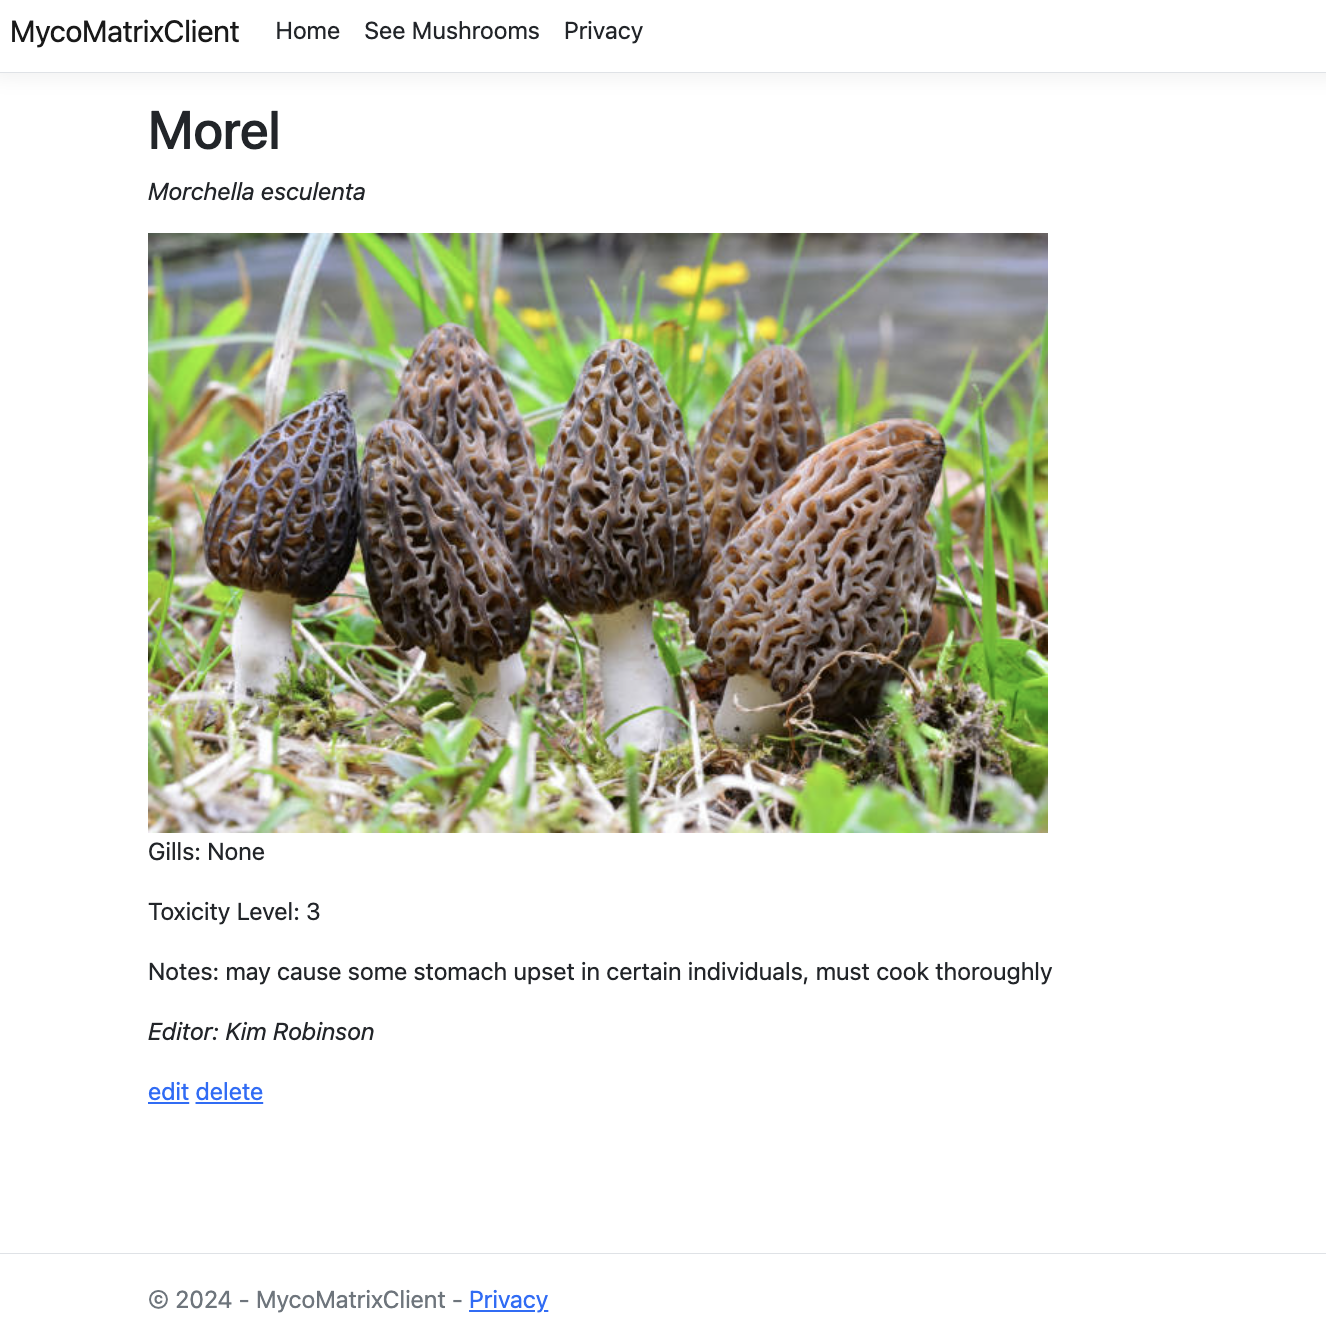 MycoMatrixClient Home See Mushrooms Privacy
Morel
Morchella esculenta
Gills: None
Toxicity Level: 3
Notes: may cause some stomach upset in certain individuals, must cook thoroughly
Editor: Kim Robinson
edit delete
© 2024 - MycoMatrixClient - Privacy